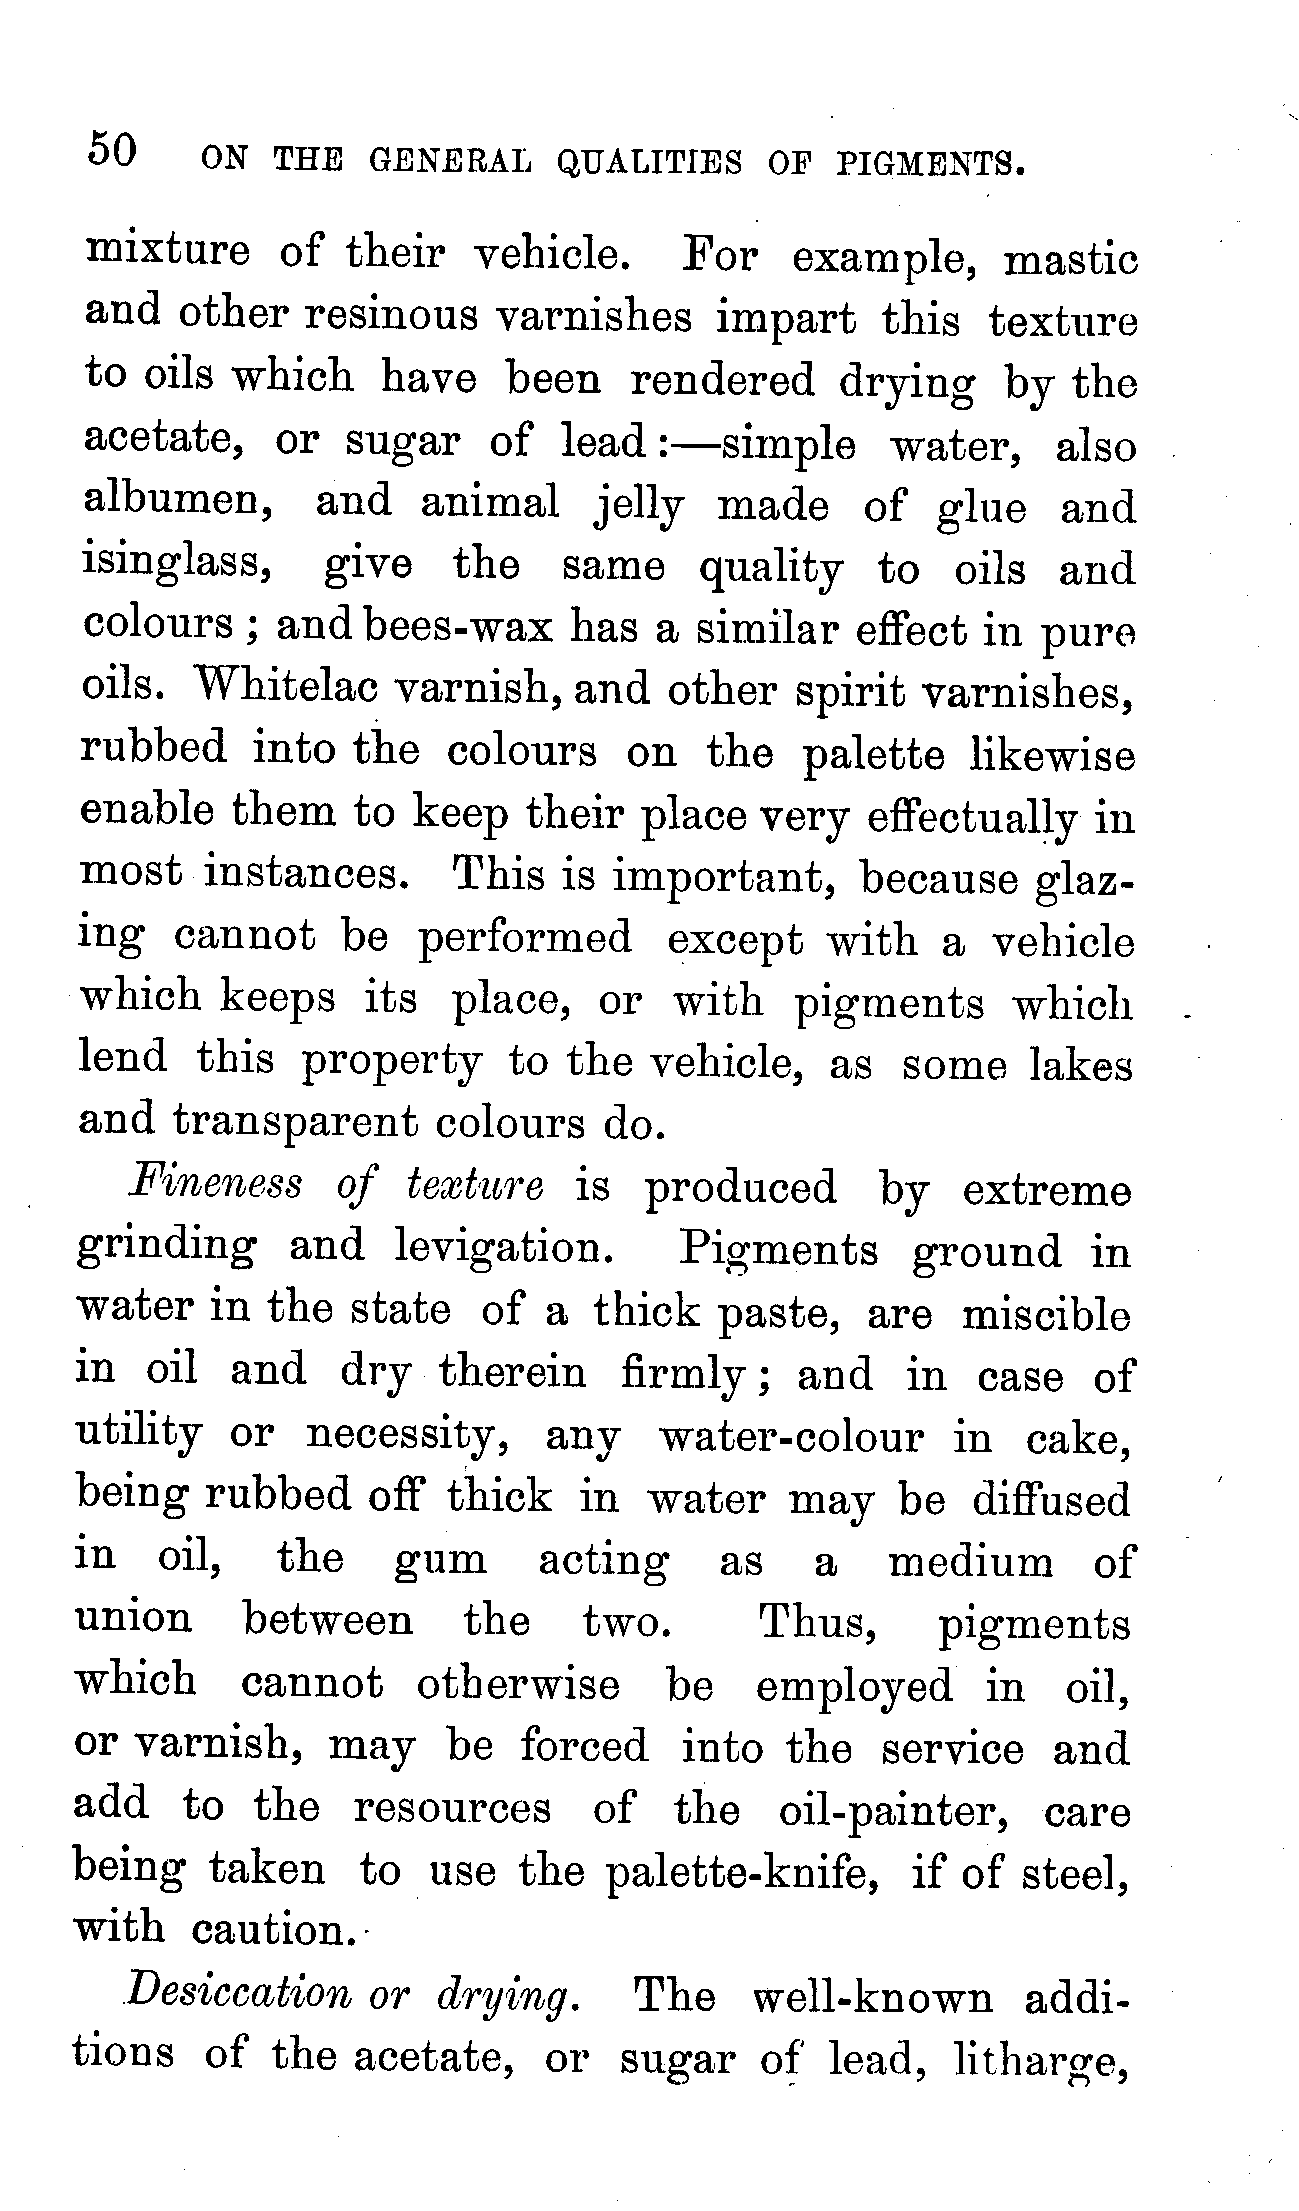 50 ON THE GENERAL QUALITIES OF PIGMENTS.
mixture of their vehicle. For example, mastic
and other resinous varnishes impart this texture
to oils which have been rendered drying by the
acetate, or sugar of lead :—simple water, also
albumen, and animal jelly made of glue and
isinglass, give the same quality to oils and
colours ; and bees-wax has a similar effect in pure
oils. Whitelac varnish, and other spirit varnishes,
rubbed into the colours on the palette likewise
enable them to keep their place very effectually in
most instances. This is important, because glaz-
ing cannot be performed except with a vehicle
which keeps its place, or with pigments which
lend this property to the vehicle, as some lakes
and transparent colours do.
Fineness of texture is produced by extreme
grinding and levigation. Pigments ground in
water in the state of a thick paste, are miscible
in oil and dry therein firmly ; and in case of
utility or necessity, any water-colour in cake,
being rubbed off thick in water may be diffused
in oil, the gum acting as a medium of
union between the two. Thus, pigments
which cannot otherwise be employed in oil,
or varnish, may be forced into the service and
add to the resources of the oil-painter, care
being taken to use the palette-knife, if of steel,
with caution.
Desiccation or drying. The well-known addi-
tions of the acetate, or sugar of lead, litharge,